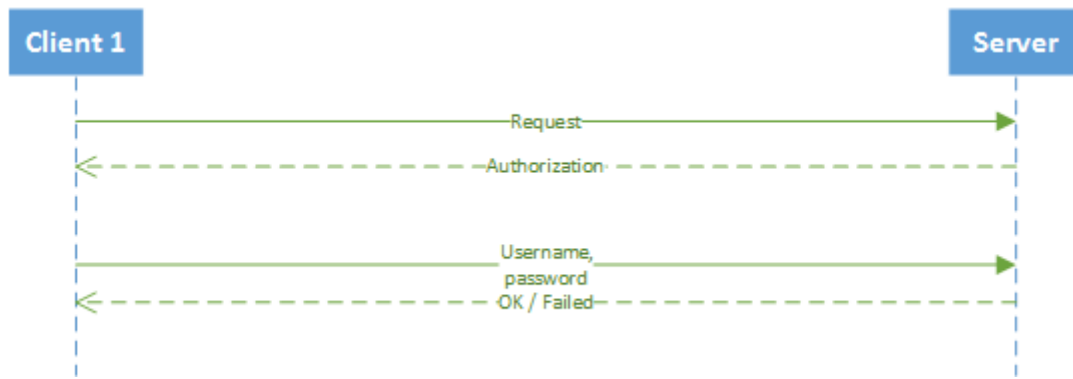 Client 1
Server
Request
Authorization
Username,
password
OK / Failed